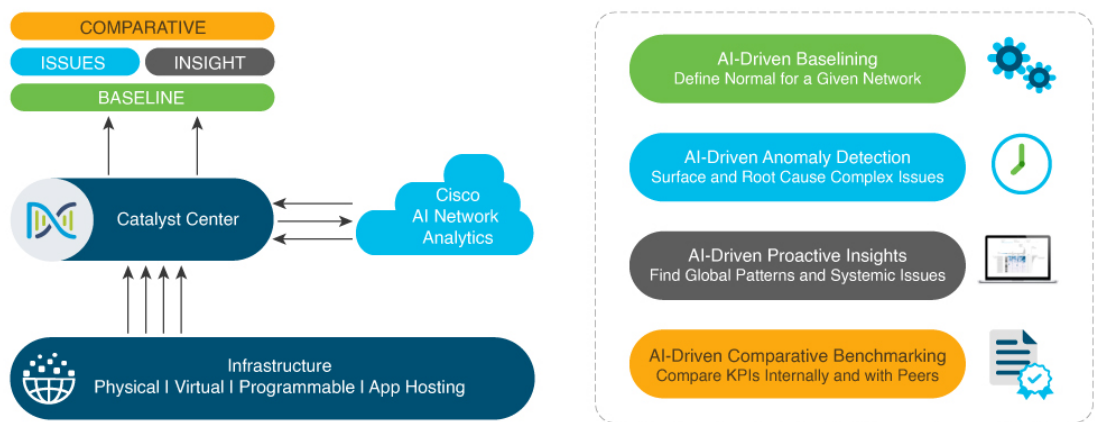 COMPARATIVE
ISSUES
INSIGHT
BASELINE
Catalyst Center
Cisco
AI Network
Analytics
Infrastructure
Physical | Virtual | Programmable | App Hosting
AI-Driven Baselining
Define Normal for a Given Network
AI-Driven Anomaly Detection
Surface and Root Cause Complex Issues
AI-Driven Proactive Insights
Find Global Patterns and Systemic Issues
AI-Driven Comparative Benchmarking
Compare KPIs Internally and with Peers